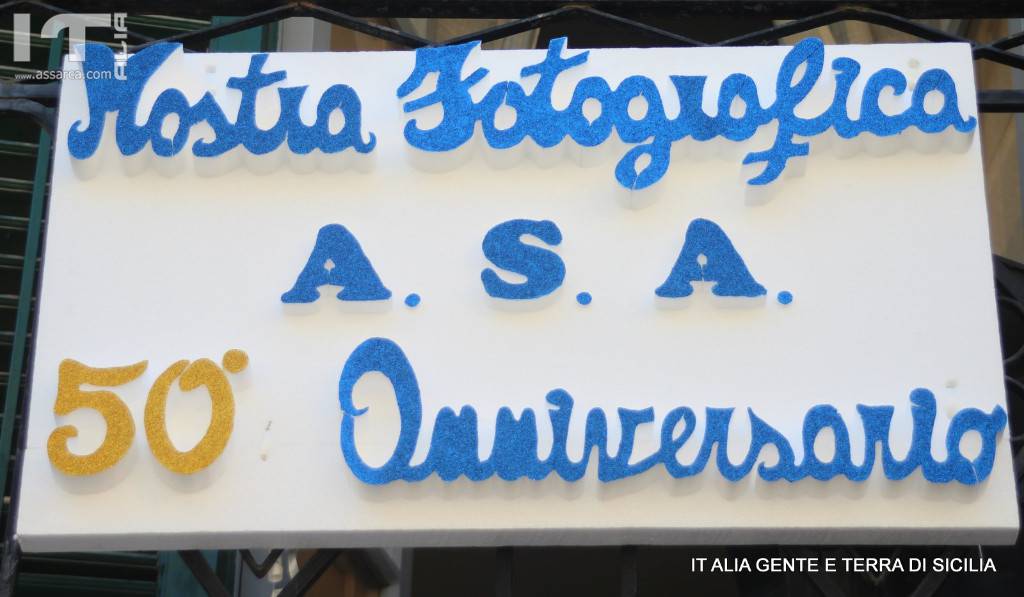 IT
ALIA
www.assarca.com
Mostra Fotografica
A. S. A.
50° Anniversario
IT ALIA GENTE E TERRA DI SICILIA